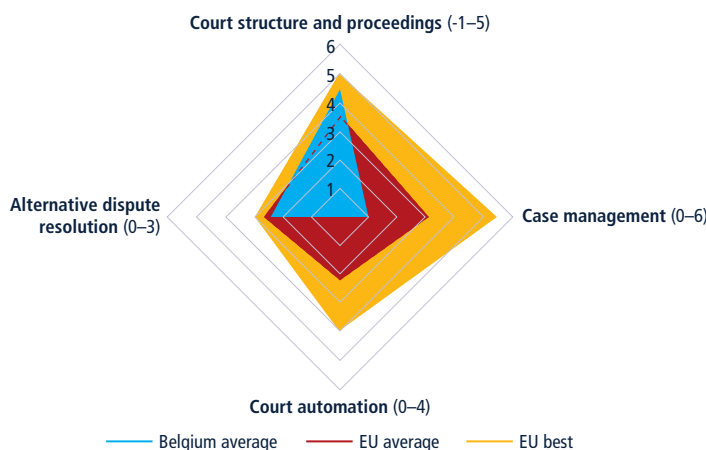 Court structure and proceedings (-1–5)
6
5
4
3
2
1
Alternative dispute
resolution (0–3)
Case management (0–6)
Court automation (0–4)
Belgium average EU average EU best